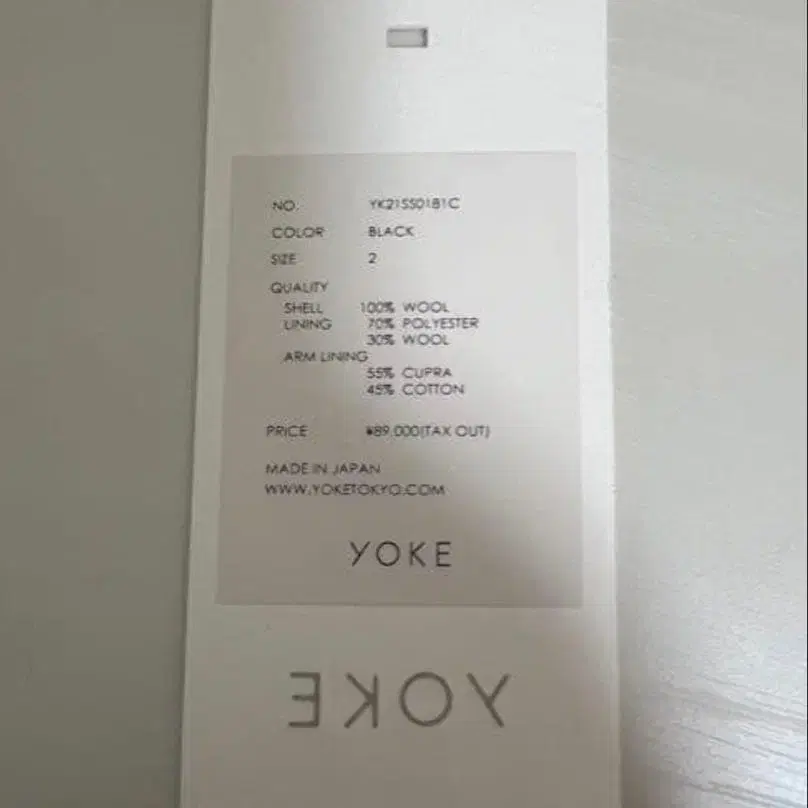 NO. YK21SS0181C
COLOR BLACK
SIZE 2
QUALITY
SHELL 100% WOOL
LINING 70% POLYESTER
30% WOOL
ARM LINING
55% CUPRA
45% COTTON
PRICE ¥89,000(TAX OUT)
MADE IN JAPAN
WWW.YOKETOKYO.COM
YOKE
YOKE